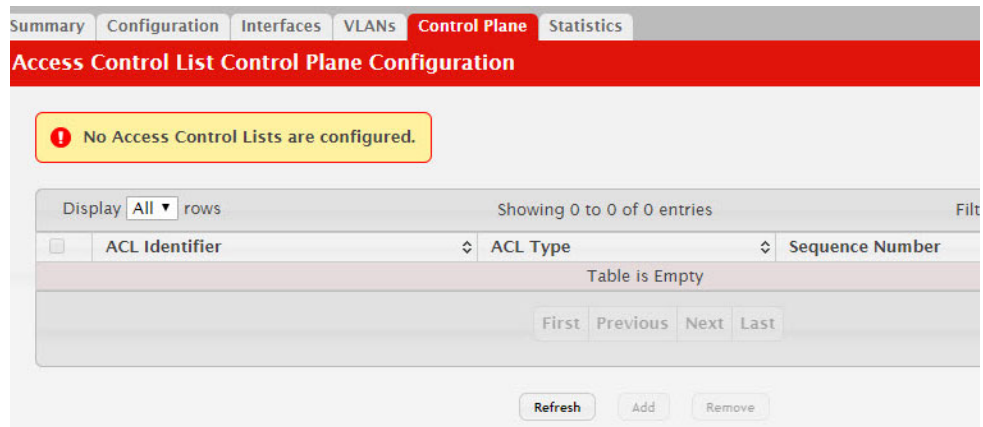 Summary Configuration Interfaces VLANs Control Plane Statistics
Access Control List Control Plane Configuration
No Access Control Lists are configured.
Display All rows Showing 0 to 0 of 0 entries Filt
ACL Identifier ACL Type Sequence Number
Table is Empty
First Previous Next Last
Refresh Add Remove